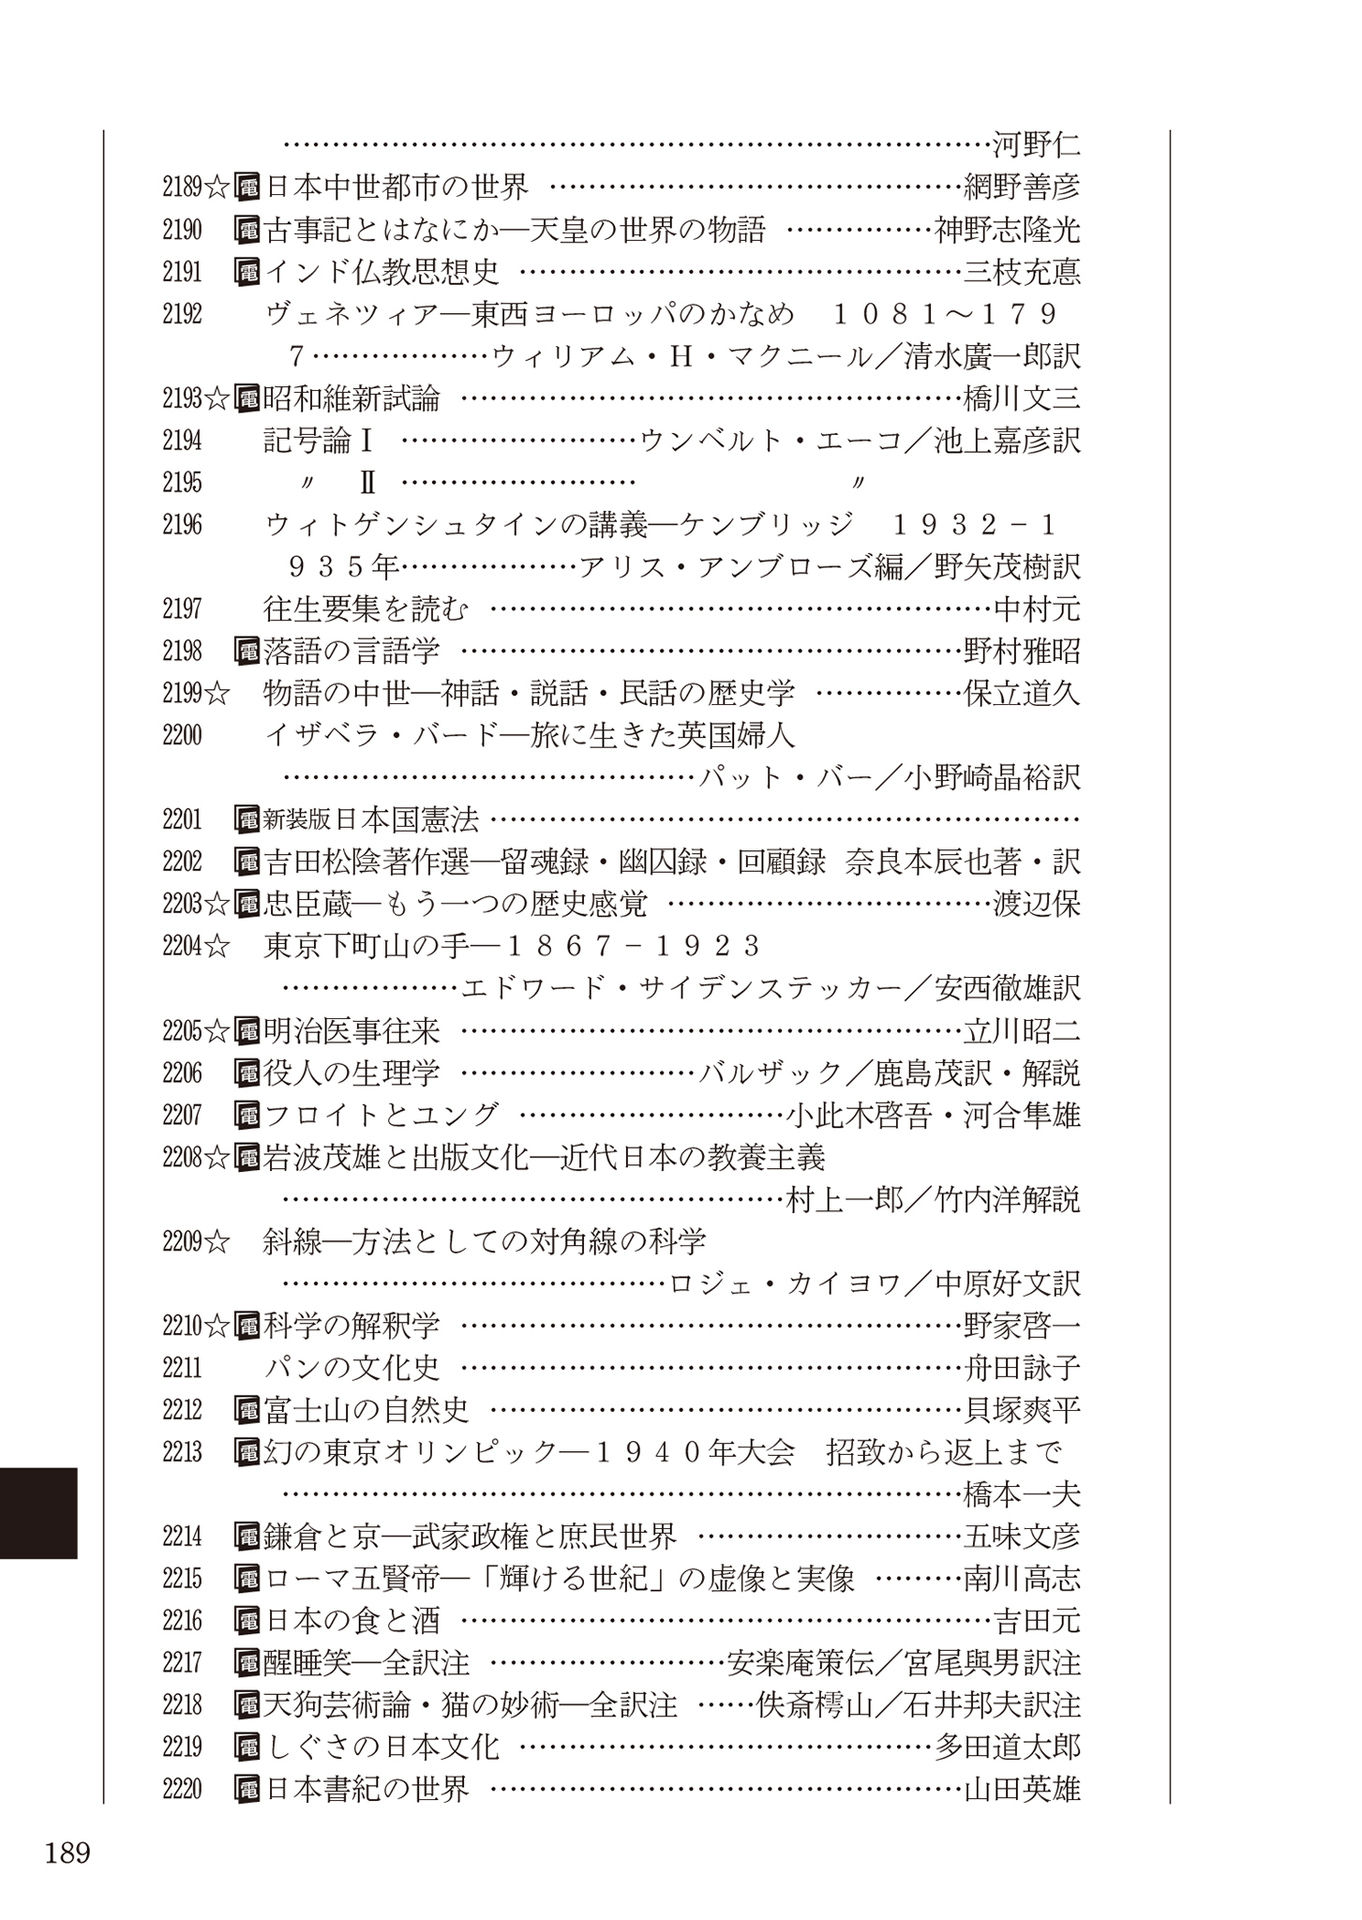 ……………………………………………………………河野仁
2189☆電日本中世都市の世界 ……………………………………網野善彦
2190 電古事記とはなにか―天皇の世界の物語 ……………神野志隆光
2191 電インド仏教思想史 ………………………………………三枝充悳
2192 ヴェネツィア―東西ヨーロッパのかなめ　１０８１～１７９
７………………ウィリアム・Ｈ・マクニール／清水廣一郎訳
2193☆電昭和維新試論 ……………………………………………橋川文三
2194 記号論Ⅰ ……………………ウンベルト・エーコ／池上嘉彦訳
2195 〃　Ⅱ …………………… 〃
2196 ウィトゲンシュタインの講義―ケンブリッジ　１９３２－１
９３５年………………アリス・アンブローズ編／野矢茂樹訳
2197 往生要集を読む ……………………………………………中村元
2198 電落語の言語学 ……………………………………………野村雅昭
2199☆ 物語の中世―神話・説話・民話の歴史学 ……………保立道久
2200 イザベラ・バード―旅に生きた英国婦人
……………………………………パット・バー／小野崎晶裕訳
2201 電新装版日本国憲法……………………………………………………
2202 電吉田松陰著作選―留魂録・幽囚録・回顧録 奈良本辰也著・訳
2203☆電忠臣蔵―もう一つの歴史感覚 ……………………………渡辺保
2204☆ 東京下町山の手―１８６７－１９２３
………………エドワード・サイデンステッカー／安西徹雄訳
2205☆電明治医事往来 ……………………………………………立川昭二
2206 電役人の生理学 ……………………バルザック／鹿島茂訳・解説
2207 電フロイトとユング ………………………小此木啓吾・河合隼雄
2208☆電岩波茂雄と出版文化―近代日本の教養主義
……………………………………………村上一郎／竹内洋解説
2209☆ 斜線―方法としての対角線の科学
…………………………………ロジェ・カイヨワ／中原好文訳
2210☆電科学の解釈学 ……………………………………………野家啓一
2211 パンの文化史 ……………………………………………舟田詠子
2212 電富士山の自然史 …………………………………………貝塚爽平
2213 電幻の東京オリンピック―１９４０年大会　招致から返上まで
……………………………………………………………橋本一夫
2214 電鎌倉と京―武家政権と庶民世界 ………………………五味文彦
2215 電ローマ五賢帝―「輝ける世紀」の虚像と実像 ………南川高志
2216 電日本の食と酒 ………………………………………………吉田元
2217 電醒睡笑―全訳注 ……………………安楽庵策伝／宮尾與男訳注
2218 電天狗芸術論・猫の妙術―全訳注 ……佚斎樗山／石井邦夫訳注
2219 電しぐさの日本文化 ……………………………………多田道太郎
2220 電日本書紀の世界 …………………………………………山田英雄
189